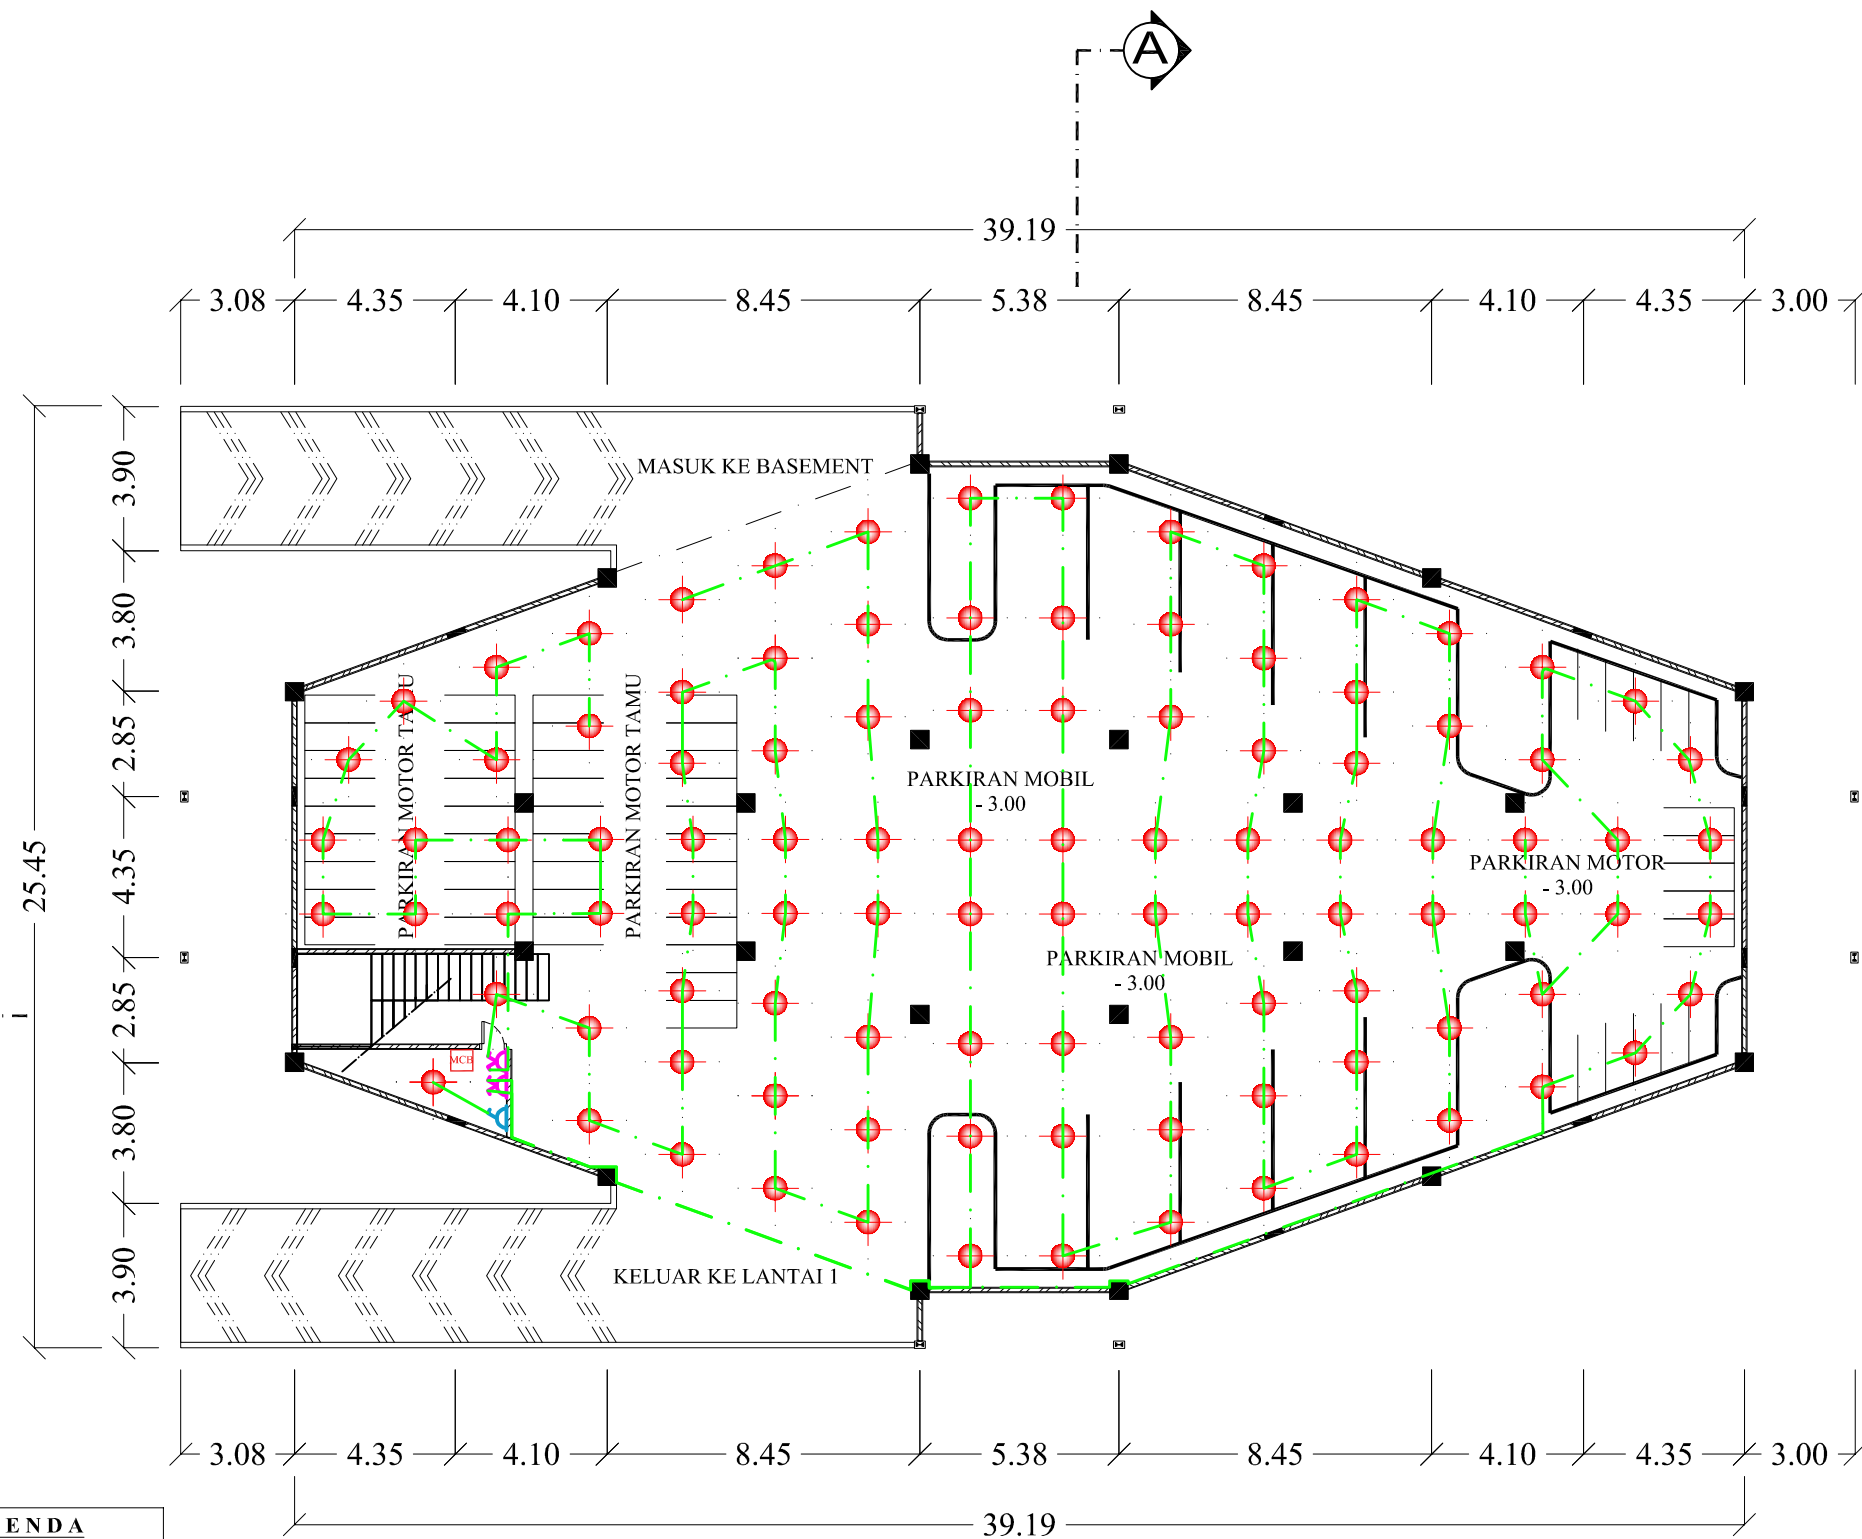 A
39.19
3.08 4.35 4.10 8.45 5.38 8.45 4.10 4.35 3.00
25.45
3.90
3.80
2.85
4.35
2.85
3.80
3.90
MASUK KE BASEMENT
PARKIRAN MOTOR TAMU
PARKIRAN MOTOR TAMU
PARKIRAN MOBIL
- 3.00
PARKIRAN MOTOR
- 3.00
PARKIRAN MOBIL
- 3.00
MCB
KELUAR KE LANTAI 1
3.08 4.35 4.10 8.45 5.38 8.45 4.10 4.35 3.00
39.19
ENDA